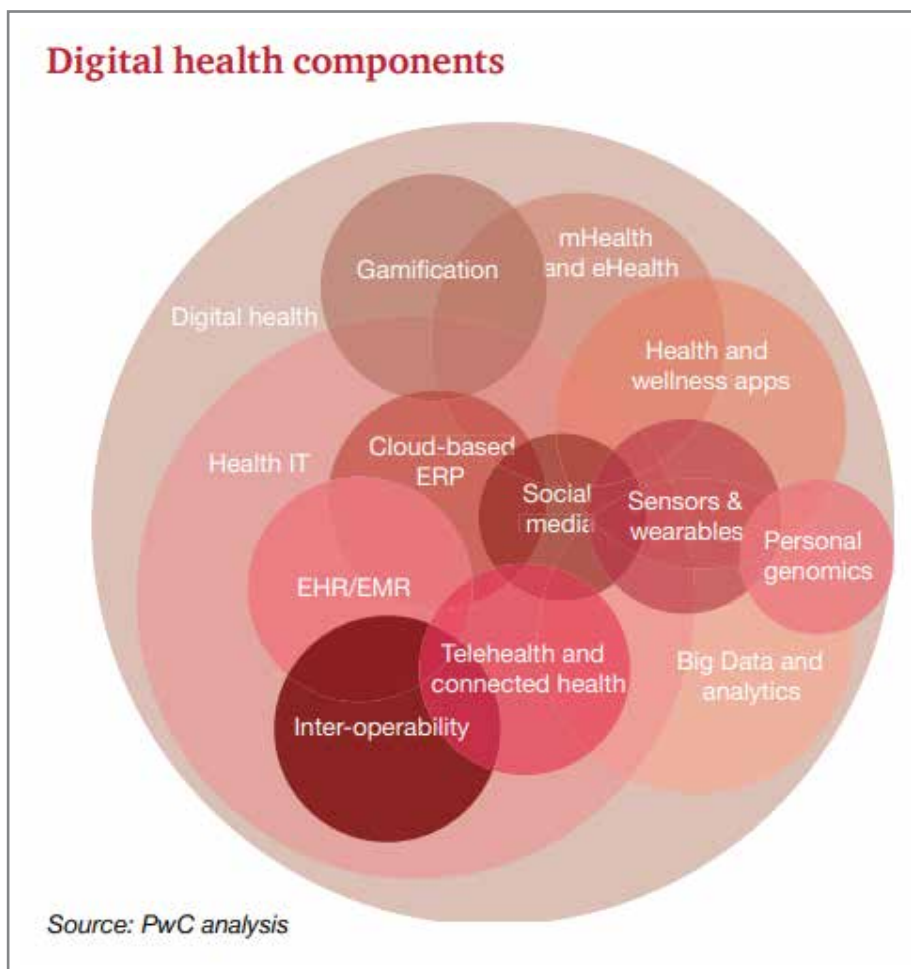 Digital health components
mHealth
and eHealth
Gamification
Digital health
Health and
wellness apps
Cloud-based
ERP
Health IT
Social
media
Sensors &
wearables
Personal
genomics
EHR/EMR
Telehealth and
connected health
Big Data and
analytics
Inter-operability
Source: PwC analysis